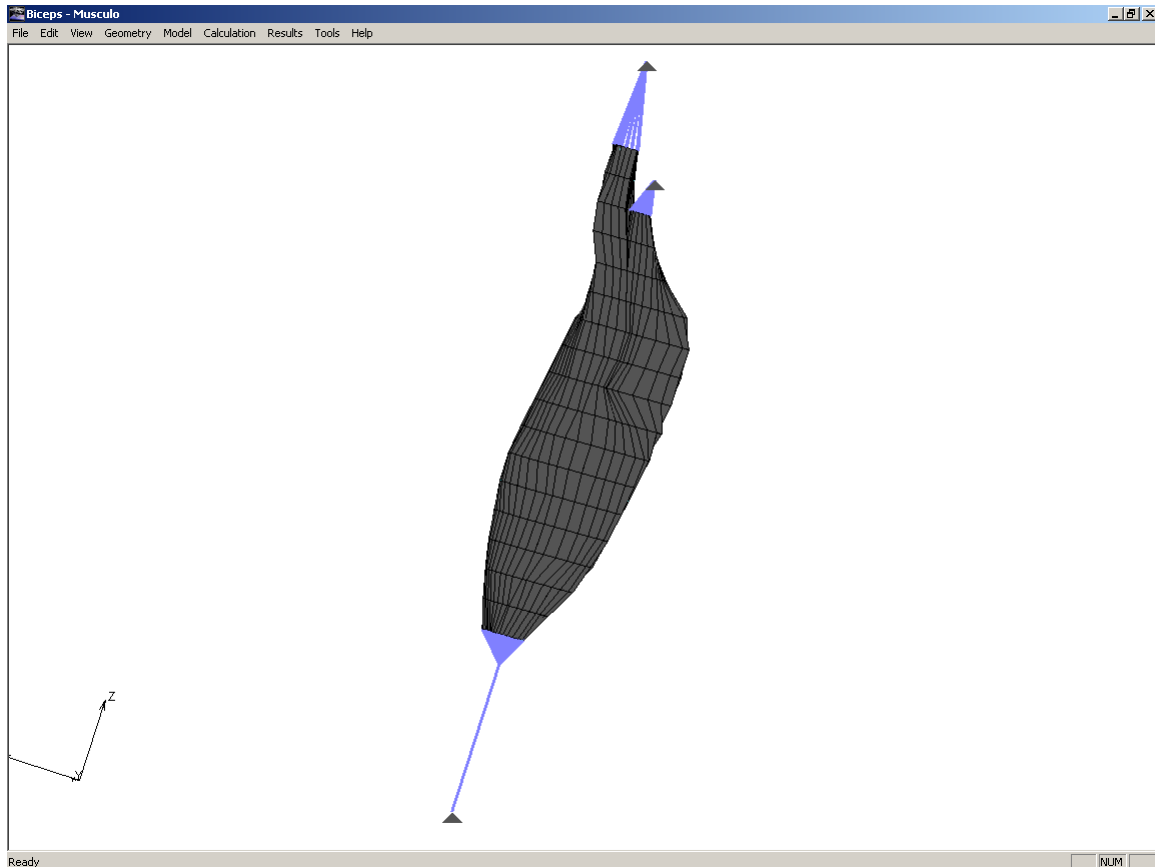 Biceps - Musculo
File Edit View Geometry Model Calculation Results Tools Help
Z
Y
Ready NUM